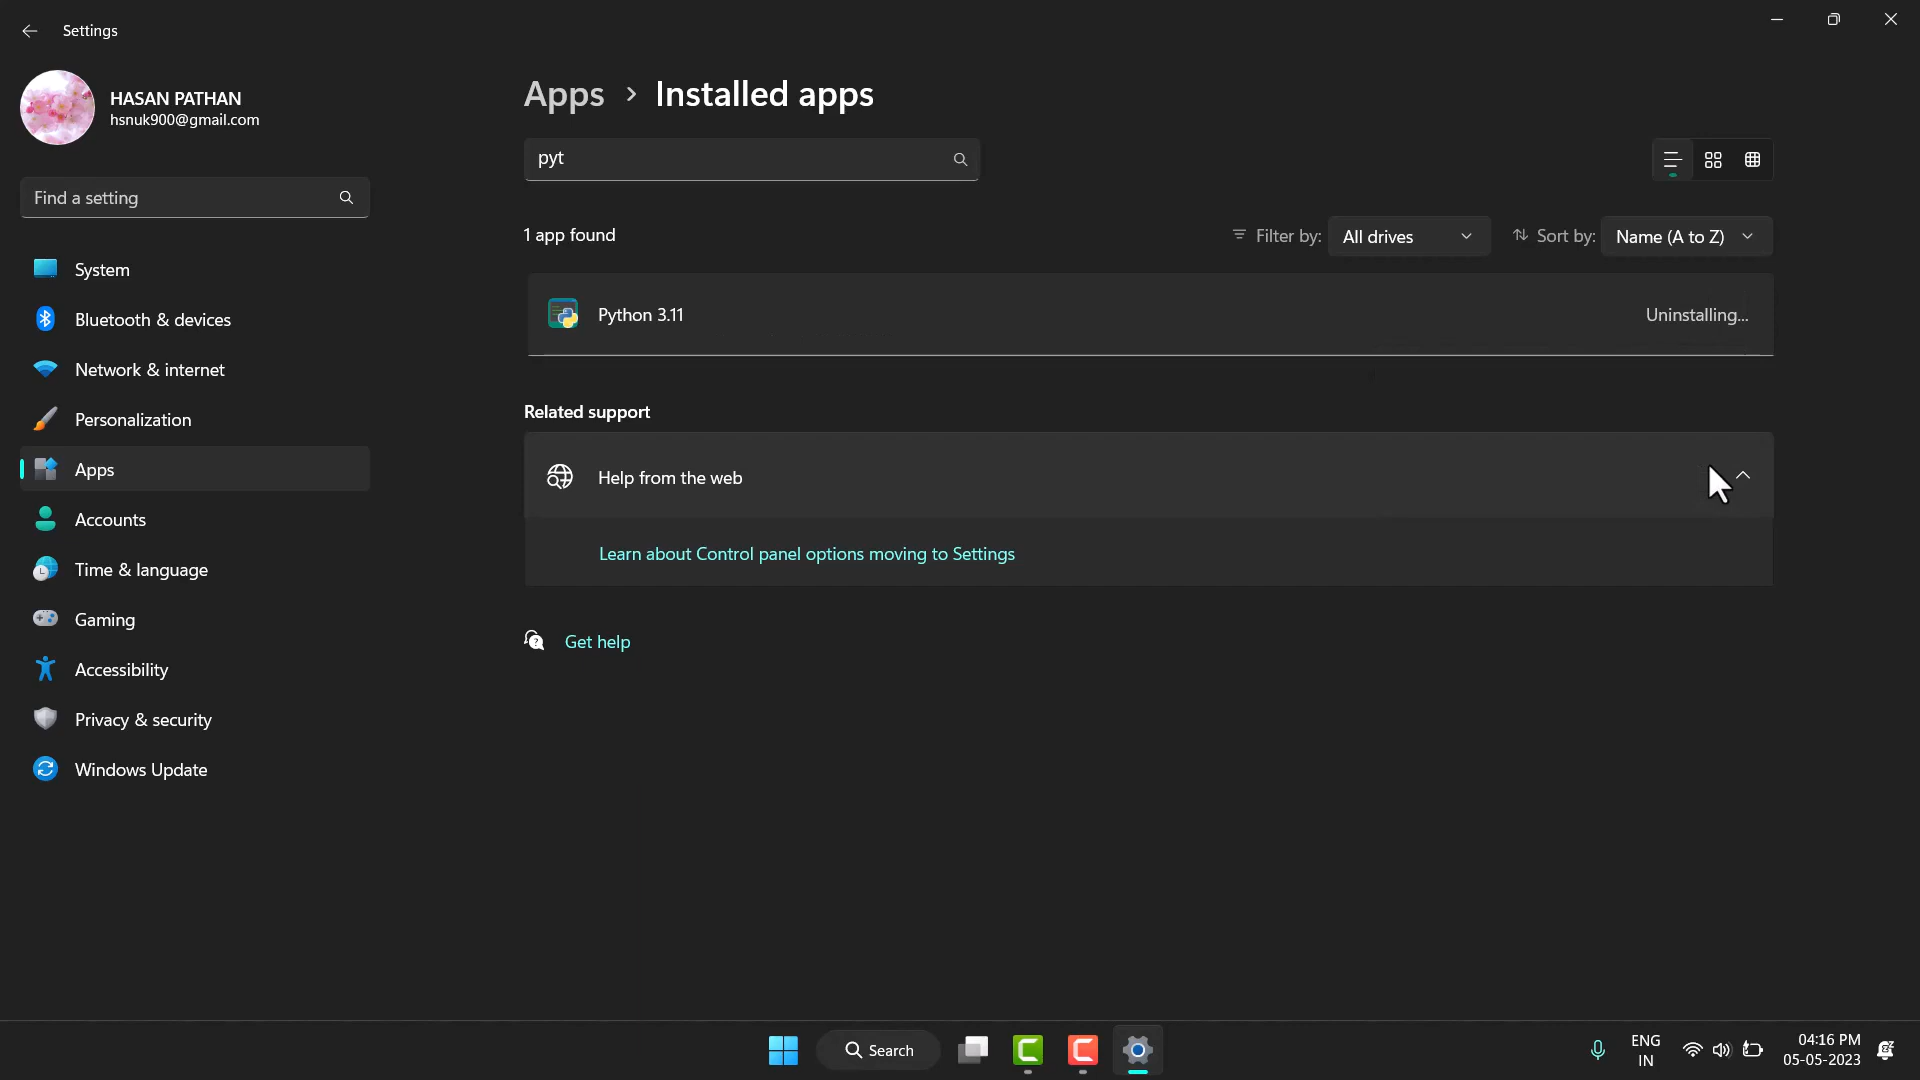 Settings
HASAN PATHAN
hsnuk900@gmail.com
Find a setting
System
Bluetooth & devices
Network & internet
Personalization
Apps
Accounts
Time & language
Gaming
Accessibility
Privacy & security
Windows Update
Apps > Installed apps
pyt
1 app found
Filter by: All drives
Sort by: Name (A to Z)
Python 3.11
Uninstalling...
Related support
Help from the web
Learn about Control panel options moving to Settings
Get help
Search
ENG
IN
04:16 PM
05-05-2023